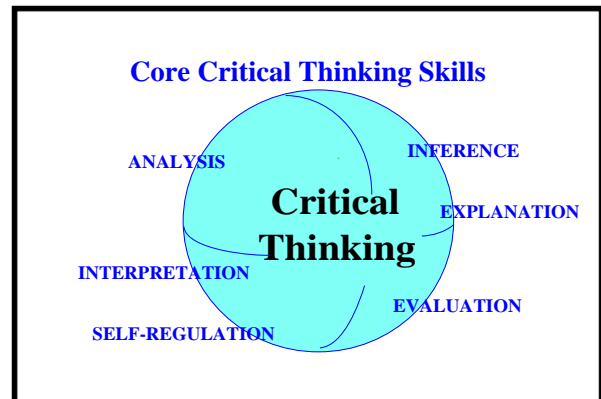 Core Critical Thinking Skills
ANALYSIS
INFERENCE
Critical
Thinking
EXPLANATION
INTERPRETATION
EVALUATION
SELF-REGULATION